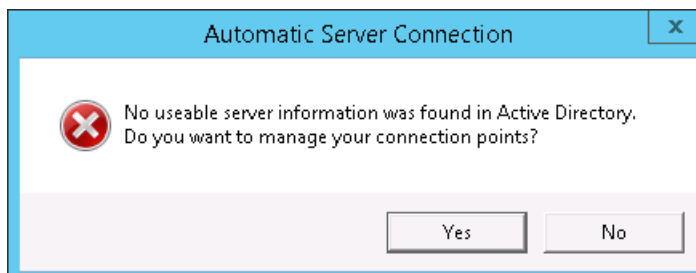 Automatic Server Connection
x
No useable server information was found in Active Directory.
Do you want to manage your connection points?
Yes
No